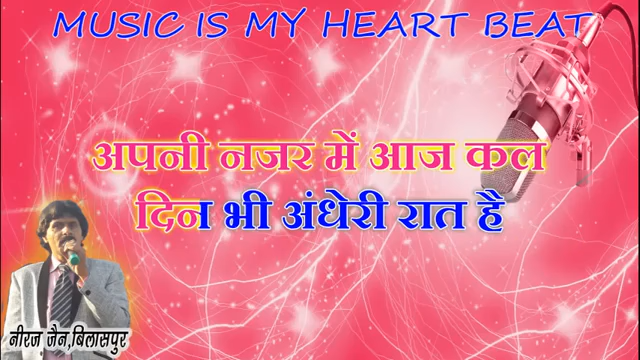 MUSIC IS MY HEART BEAT
अपनी नजर में आज कल
दिन भी अंधेरी रात है
नीरज जैन,बिलासपुर